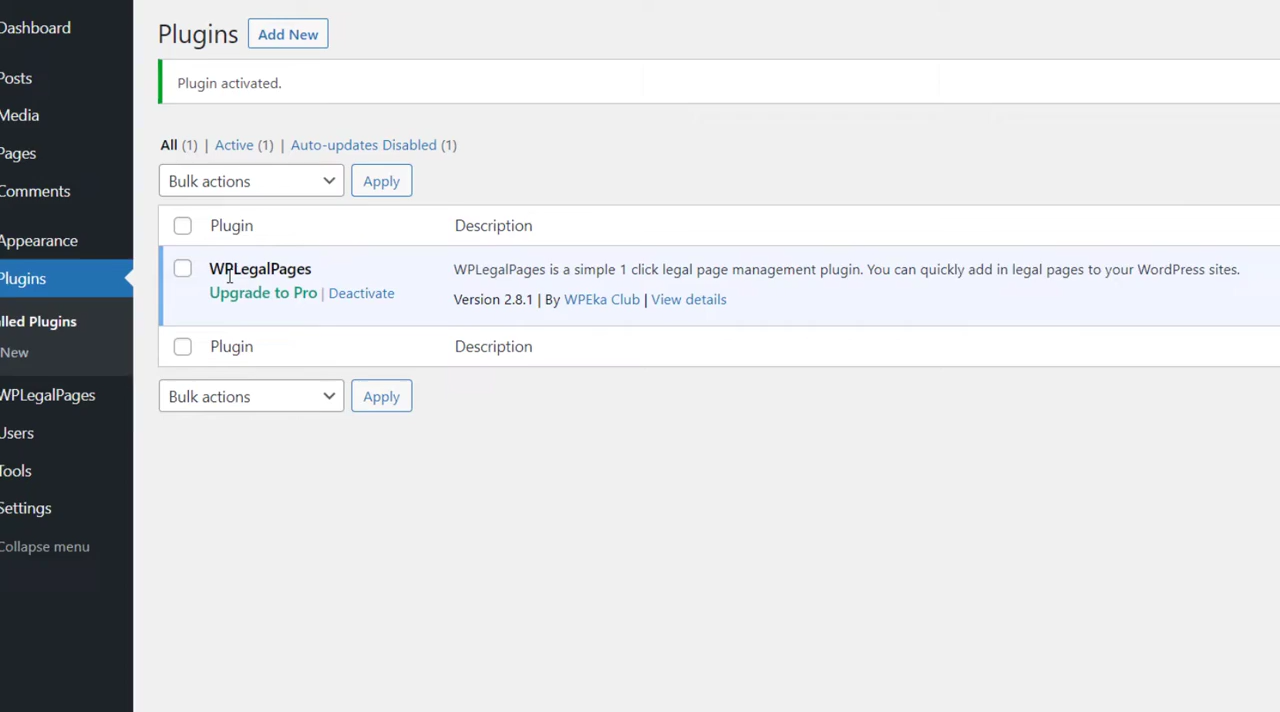 Dashboard
Posts
Media
Pages
Comments
Appearance
Plugins
lled Plugins
New
WPLegalPages
Users
Tools
Settings
Collapse menu
Plugins Add New
Plugin activated.
All (1) | Active (1) | Auto-updates Disabled (1)
Bulk actions Apply
Plugin Description
WPLegalPages WPLegalPages is a simple 1 click legal page management plugin. You can quickly add in legal pages to your WordPress sites.
Upgrade to Pro | Deactivate Version 2.8.1 | By WPEka Club | View details
Plugin Description
Bulk actions Apply